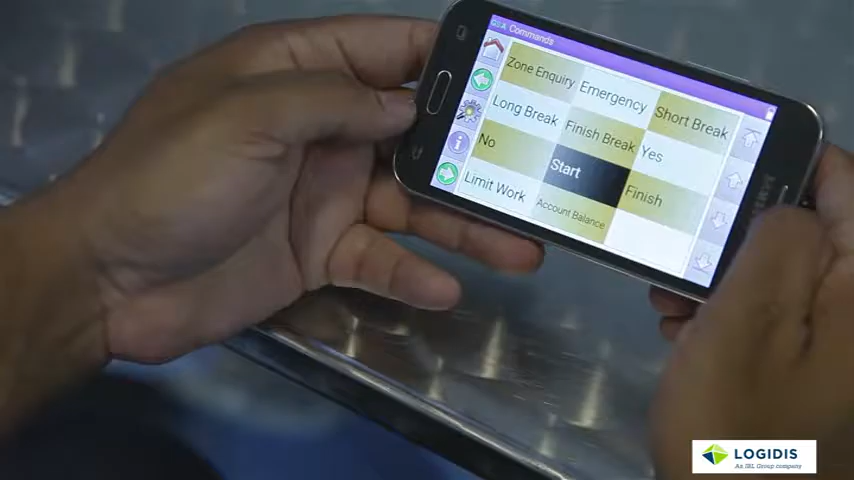 Commands
Zone Enquiry
Emergency
Short Break
Long Break
Finish Break
Yes
No
Start
Finish
Limit Work
Account Balance
LOGIDIS
An IBL Group company